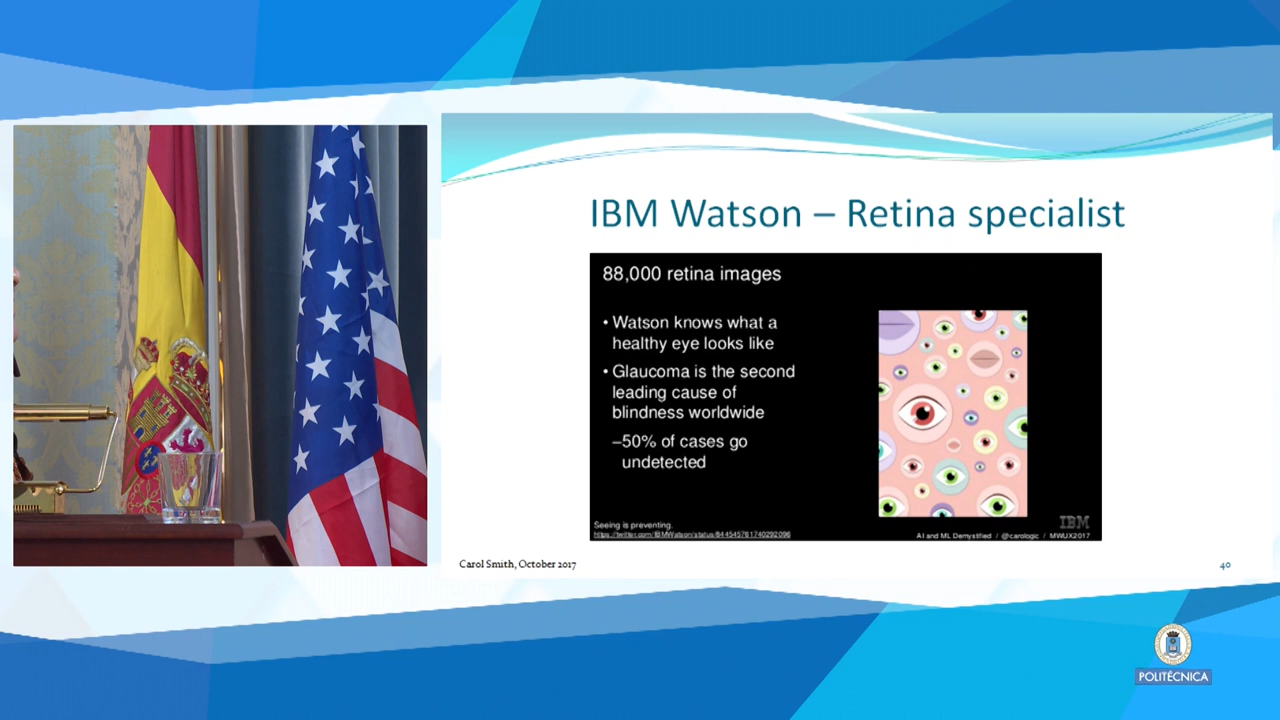 IBM Watson – Retina specialist
88,000 retina images
• Watson knows what a
healthy eye looks like
• Glaucoma is the second
leading cause of
blindness worldwide
–50% of cases go
undetected
Seeing is preventing.
https://twitter.com/IBMWatson/status/844545761740292096
IBM
AI and ML Demystified / @carologic / MWUX2017
Carol Smith, October 2017
40
POLITÉCNICA